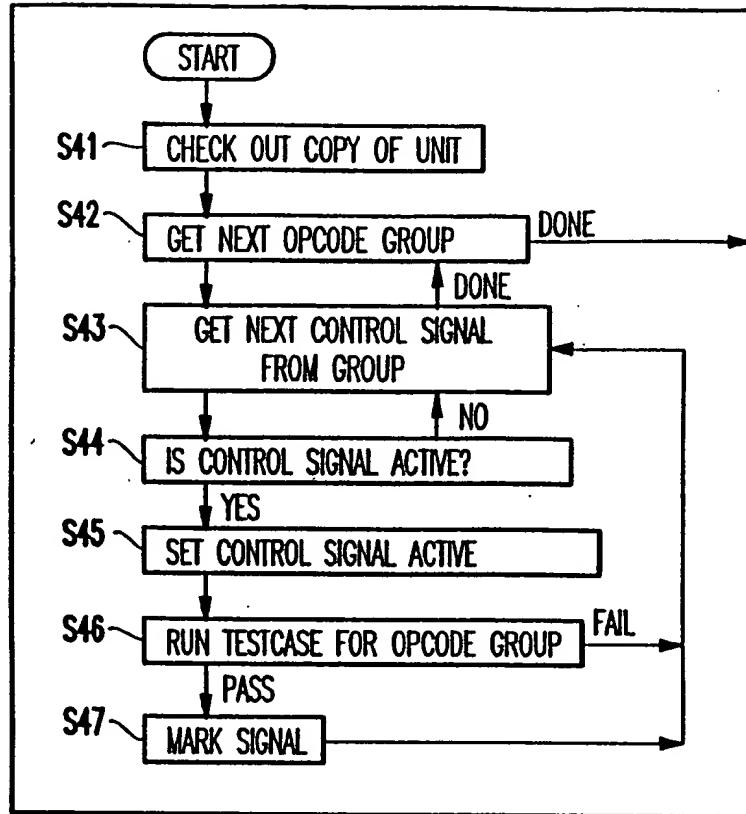 START
S41 CHECK OUT COPY OF UNIT
S42 GET NEXT OPCODE GROUP DONE
DONE
S43 GET NEXT CONTROL SIGNAL
FROM GROUP
NO
S44 IS CONTROL SIGNAL ACTIVE?
YES
S45 SET CONTROL SIGNAL ACTIVE
S46 RUN TESTCASE FOR OPCODE GROUP FAIL
PASS
S47 MARK SIGNAL